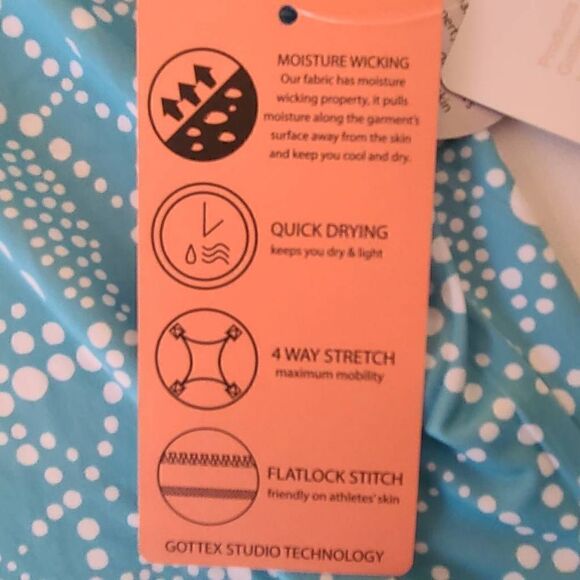 MOISTURE WICKING
Our fabric has moisture
wicking property, it pulls
moisture along the garment's
surface away from the skin
and keep you cool and dry.
QUICK DRYING
keeps you dry & light
4 WAY STRETCH
maximum mobility
FLATLOCK STITCH
friendly on athletes' skin
GOTTEX STUDIO TECHNOLOGY